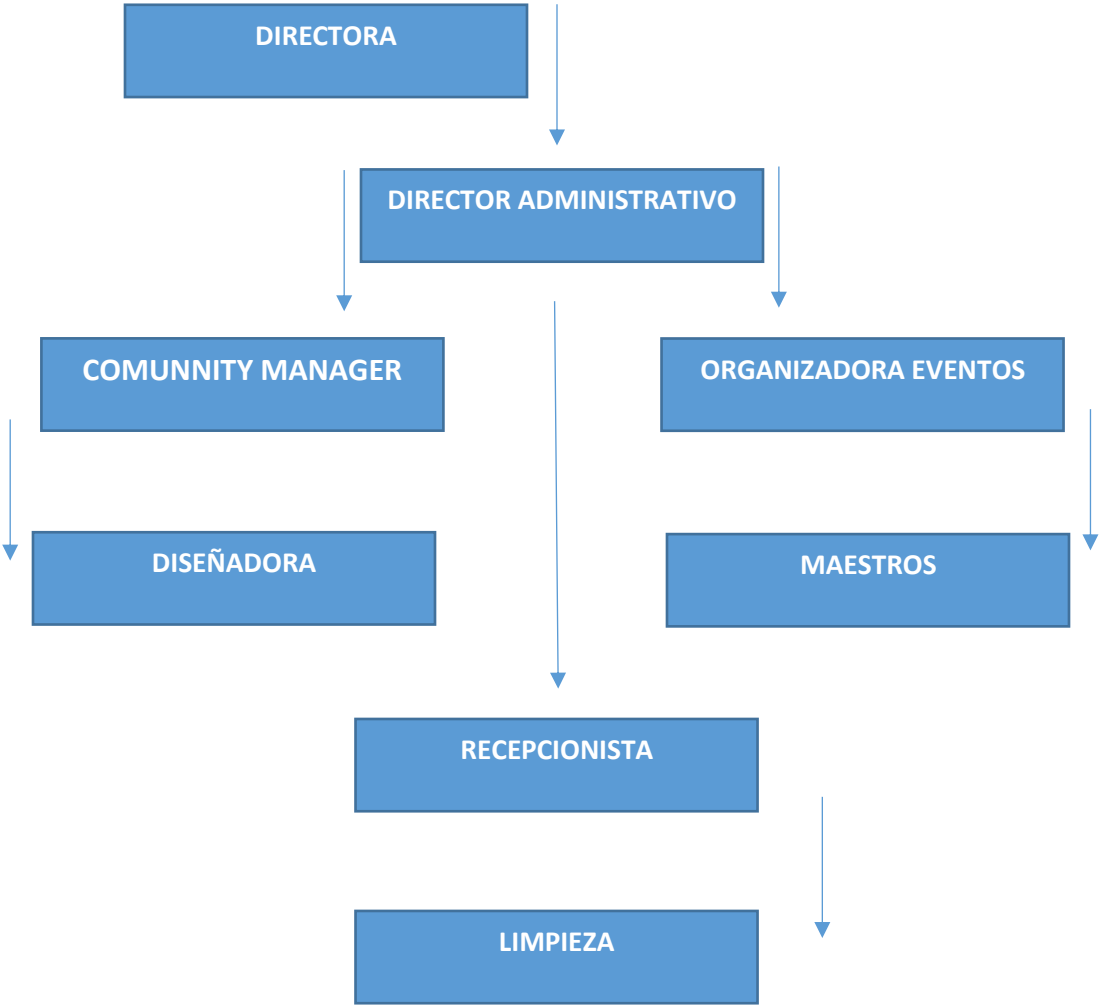 DIRECTORA
DIRECTOR ADMINISTRATIVO
COMUNNITY MANAGER
ORGANIZADORA EVENTOS
DISEÑADORA
MAESTROS
RECEPCIONISTA
LIMPIEZA